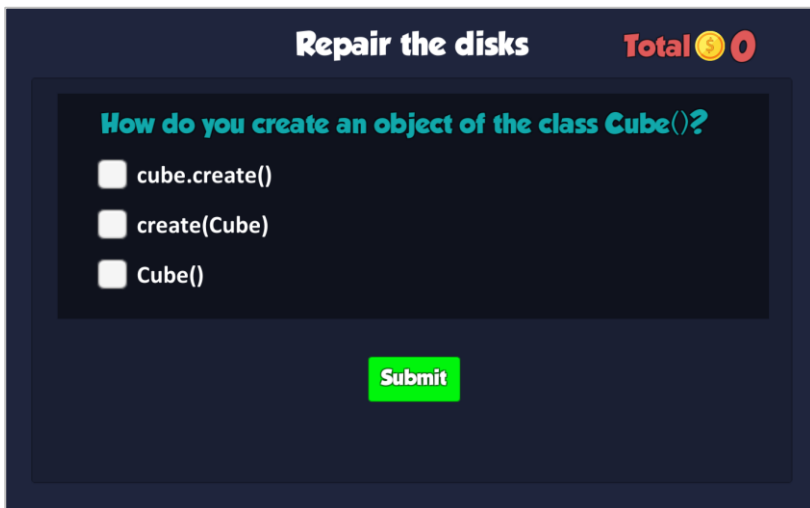 Repair the disks
Total $ 0
How do you create an object of the class Cube()?
cube.create()
create(Cube)
Cube()
Submit